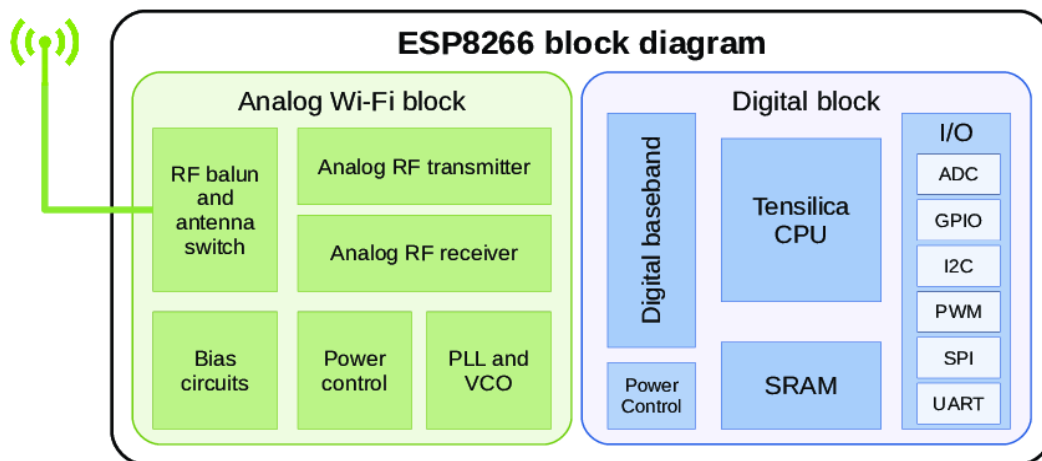 ESP8266 block diagram
Analog Wi-Fi block
RF balun
and
antenna
switch
Analog RF transmitter
Analog RF receiver
Bias
circuits
Power
control
PLL and
VCO
Digital block
Digital baseband
Power
Control
Tensilica
CPU
SRAM
I/O
ADC
GPIO
I2C
PWM
SPI
UART